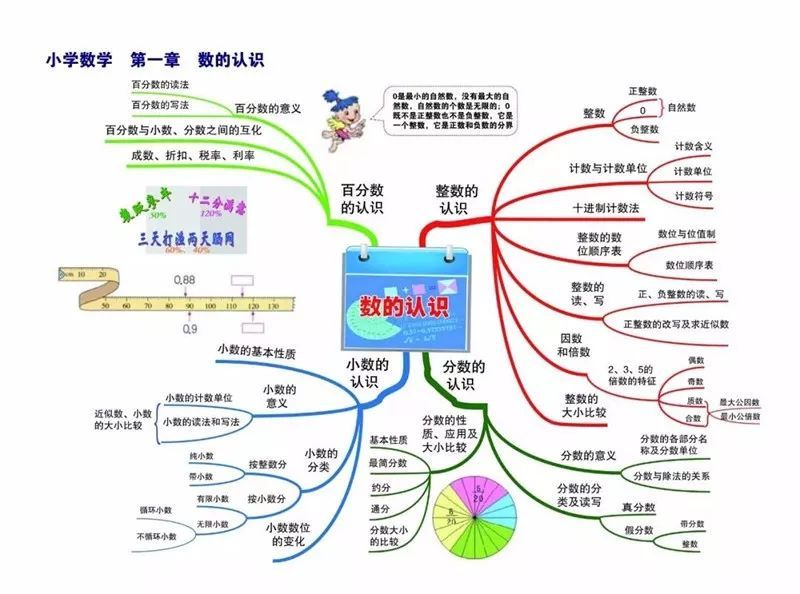 小学数学 第一章 数的认识
百分数的读法
百分数的写法
百分数的意义
百分数与小数、分数之间的互化
成数、折扣、税率、利率
百分数
的认识
0是最小的自然数，没有最大的自
然数，自然数的个数是无限的；0
既不是正整数也不是负整数，它是
一个整数，它是正数和负数的分界
整数的
认识
整数
正整数
0
自然数
负整数
计数与计数单位
计数含义
计数单位
计数符号
十进制计数法
整数的数
位顺序表
数位与位值制
数位顺序表
整数的
读、写
正、负整数的读、写
正整数的改写及求近似数
因数
和倍数
2、3、5的
倍数的特征
偶数
奇数
质数
合数
最大公因数
最小公倍数
整数的
大小比较
50%
十二分满意
120%
三天打渔两天晒网
60%、40%
0cm 10 20
0.88
50 60 70 80 90 100 110 120 130
0.9
数的认识
小数的
认识
小数的基本性质
小数的
意义
小数的计数单位
小数的读法和写法
近似数、小数
的大小比较
小数的
分类
按整数分
纯小数
带小数
按小数分
有限小数
无限小数
循环小数
不循环小数
小数数位
的变化
分数的
认识
分数的性
质、应用及
大小比较
基本性质
最简分数
约分
通分
分数大小
的比较
5
20
8
20
分数的意义
分数的各部分名
称及分数单位
分数与除法的关系
分数的分
类及读写
真分数
假分数
带分数
整数